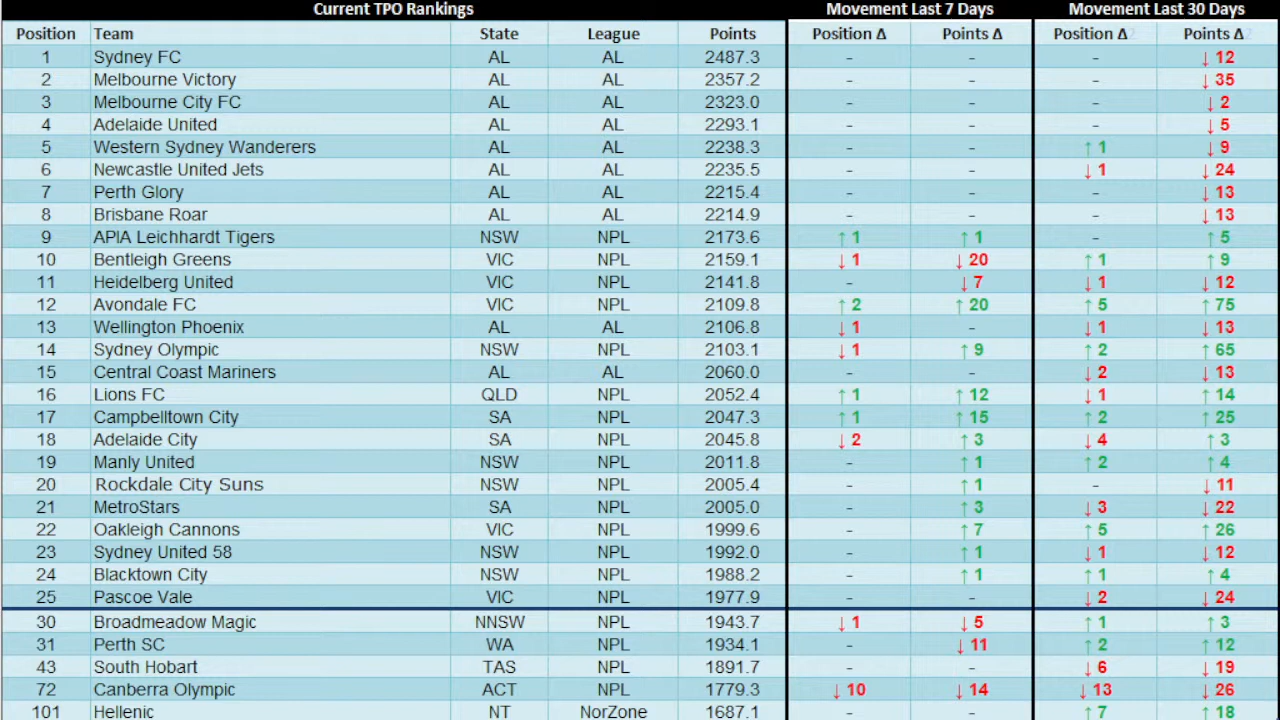 Current TPO Rankings Movement Last 7 Days Movement Last 30 Days
Position Team State League Points Position Δ Points Δ Position Δ2 Points Δ2
1 Sydney FC AL AL 2487.3 - - - ↓ 12
2 Melbourne Victory AL AL 2357.2 - - - ↓ 35
3 Melbourne City FC AL AL 2323.0 - - - ↓ 2
4 Adelaide United AL AL 2293.1 - - - ↓ 5
5 Western Sydney Wanderers AL AL 2238.3 - - ↑ 1 ↓ 9
6 Newcastle United Jets AL AL 2235.5 - - ↓ 1 ↓ 24
7 Perth Glory AL AL 2215.4 - - - ↓ 13
8 Brisbane Roar AL AL 2214.9 - - - ↓ 13
9 APIA Leichhardt Tigers NSW NPL 2173.6 ↑ 1 ↑ 1 - ↑ 5
10 Bentleigh Greens VIC NPL 2159.1 ↓ 1 ↓ 20 ↑ 1 ↑ 9
11 Heidelberg United VIC NPL 2141.8 - ↓ 7 ↓ 1 ↓ 12
12 Avondale FC VIC NPL 2109.8 ↑ 2 ↑ 20 ↑ 5 ↑ 75
13 Wellington Phoenix AL AL 2106.8 ↓ 1 - ↓ 1 ↓ 13
14 Sydney Olympic NSW NPL 2103.1 ↓ 1 ↑ 9 ↑ 2 ↑ 65
15 Central Coast Mariners AL AL 2060.0 - - ↓ 2 ↓ 13
16 Lions FC QLD NPL 2052.4 ↑ 1 ↑ 12 ↓ 1 ↑ 14
17 Campbelltown City SA NPL 2047.3 ↑ 1 ↑ 15 ↑ 2 ↑ 25
18 Adelaide City SA NPL 2045.8 ↓ 2 ↑ 3 ↓ 4 ↑ 3
19 Manly United NSW NPL 2011.8 - ↑ 1 ↑ 2 ↑ 4
20 Rockdale City Suns NSW NPL 2005.4 - ↑ 1 - ↓ 11
21 MetroStars SA NPL 2005.0 - ↑ 3 ↓ 3 ↓ 22
22 Oakleigh Cannons VIC NPL 1999.6 - ↑ 7 ↑ 5 ↑ 26
23 Sydney United 58 NSW NPL 1992.0 - ↑ 1 ↓ 1 ↓ 12
24 Blacktown City NSW NPL 1988.2 - ↑ 1 ↑ 1 ↑ 4
25 Pascoe Vale VIC NPL 1977.9 - - ↓ 2 ↓ 24
30 Broadmeadow Magic NNSW NPL 1943.7 ↓ 1 ↓ 5 ↑ 1 ↑ 3
31 Perth SC WA NPL 1934.1 - ↓ 11 ↑ 2 ↑ 12
43 South Hobart TAS NPL 1891.7 - - ↓ 6 ↓ 19
72 Canberra Olympic ACT NPL 1779.3 ↓ 10 ↓ 14 ↓ 13 ↓ 26
101 Hellenic NT NorZone 1687.1 - - ↑ 7 ↑ 18